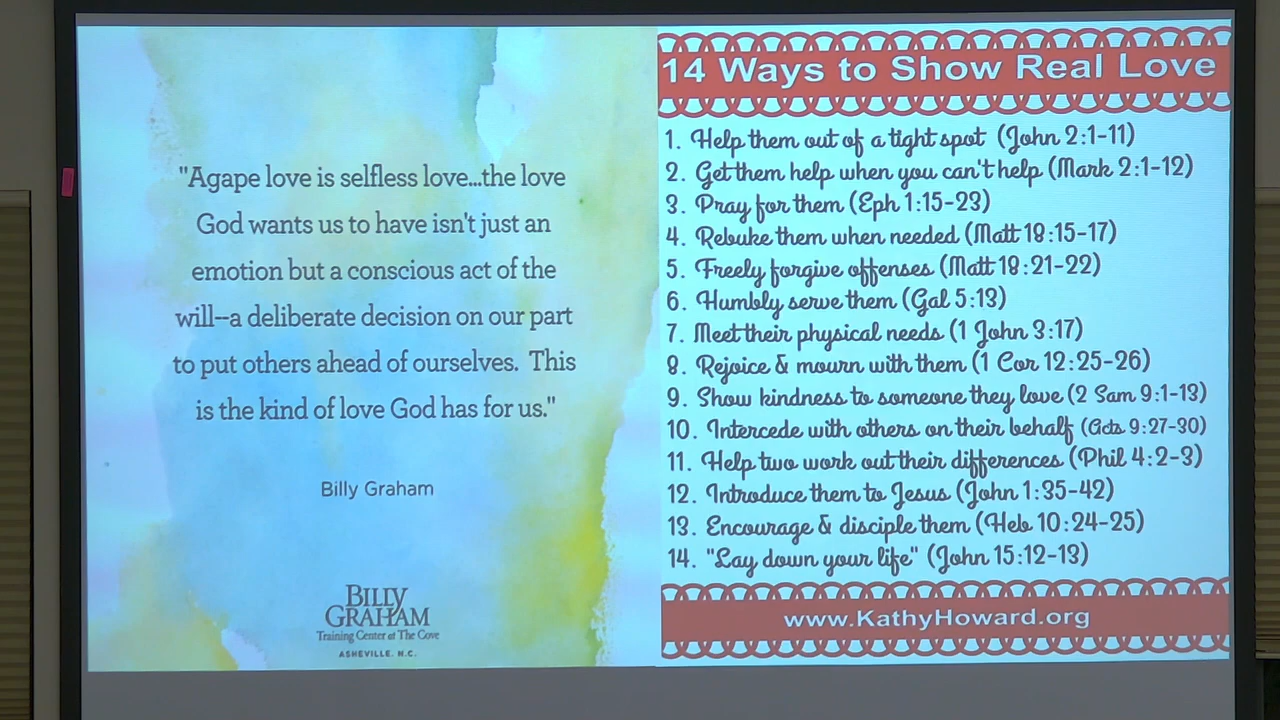 "Agape love is selfless love...the love
God wants us to have isn't just an
emotion but a conscious act of the
will--a deliberate decision on our part
to put others ahead of ourselves. This
is the kind of love God has for us."
Billy Graham
BILLY
GRAHAM
Training Center at The Cove
ASHEVILLE, N.C.
14 Ways to Show Real Love
1. Help them out of a tight spot (John 2:1-11)
2. Get them help when you can't help (Mark 2:1-12)
3. Pray for them (Eph 1:15-23)
4. Rebuke them when needed (Matt 18:15-17)
5. Freely forgive offenses (Matt 18:21-22)
6. Humbly serve them (Gal 5:13)
7. Meet their physical needs (1 John 3:17)
8. Rejoice & mourn with them (1 Cor 12:25-26)
9. Show kindness to someone they love (2 Sam 9:1-13)
10. Intercede with others on their behalf (Acts 9:27-30)
11. Help two work out their differences (Phil 4:2-3)
12. Introduce them to Jesus (John 1:35-42)
13. Encourage & disciple them (Heb 10:24-25)
14. "Lay down your life" (John 15:12-13)
www.KathyHoward.org